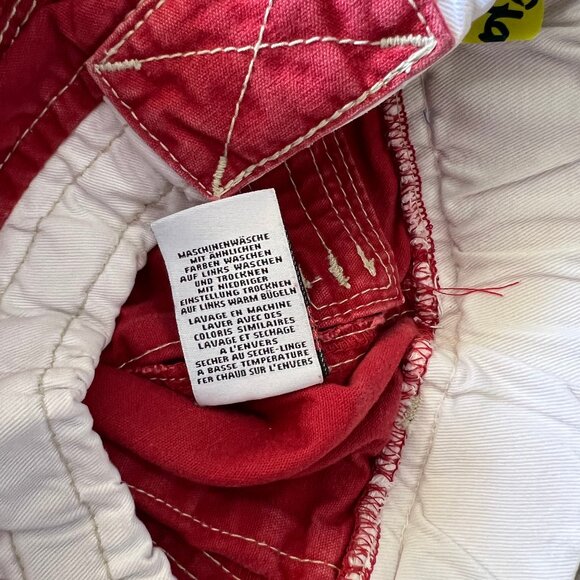 MASCHINENWÄSCHE
MIT ÄHNLICHEN
FARBEN WASCHEN
AUF LINKS WASCHEN
UND TROCKNEN
MIT NIEDRIGER
EINSTELLUNG TROCKNEN
AUF LINKS WARM BÜGELN
LAVAGE EN MACHINE
LAVER AVEC DES
COLORIS SIMILAIRES
LAVAGE ET SECHAGE
A L'ENVERS
SECHER AU SECHE-LINGE
A BASSE TEMPERATURE
FER CHAUD SUR L'ENVERS